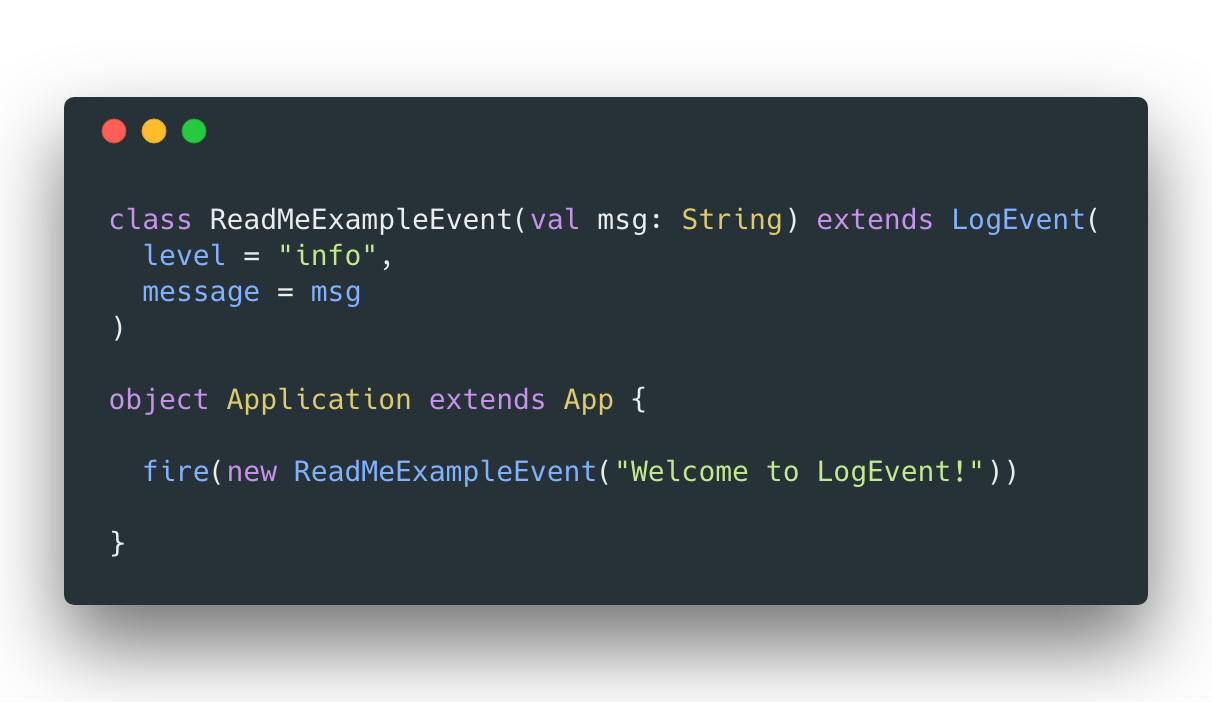 class ReadMeExampleEvent(val msg: String) extends LogEvent(
  level = "info",
  message = msg
)
object Application extends App {
  fire(new ReadMeExampleEvent("Welcome to LogEvent!"))
}